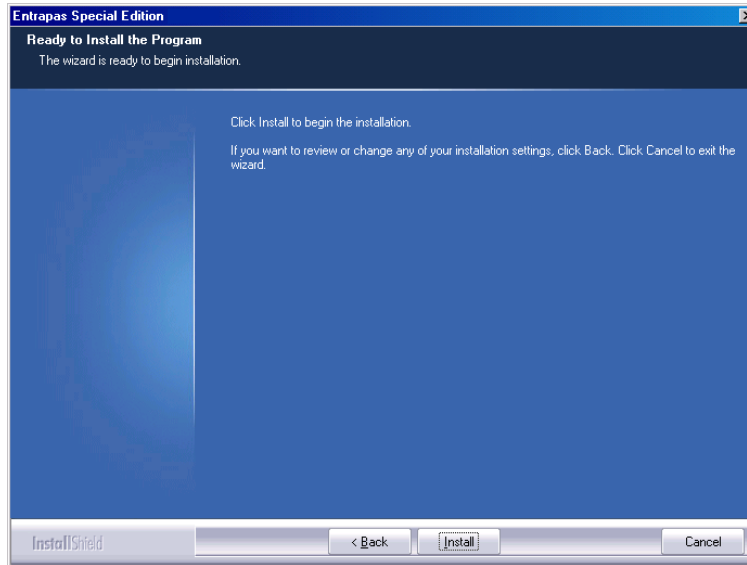 Entrapas Special Edition
Ready to Install the Program
The wizard is ready to begin installation.
Click Install to begin the installation.
If you want to review or change any of your installation settings, click Back. Click Cancel to exit the
wizard.
InstallShield
< Back Install Cancel